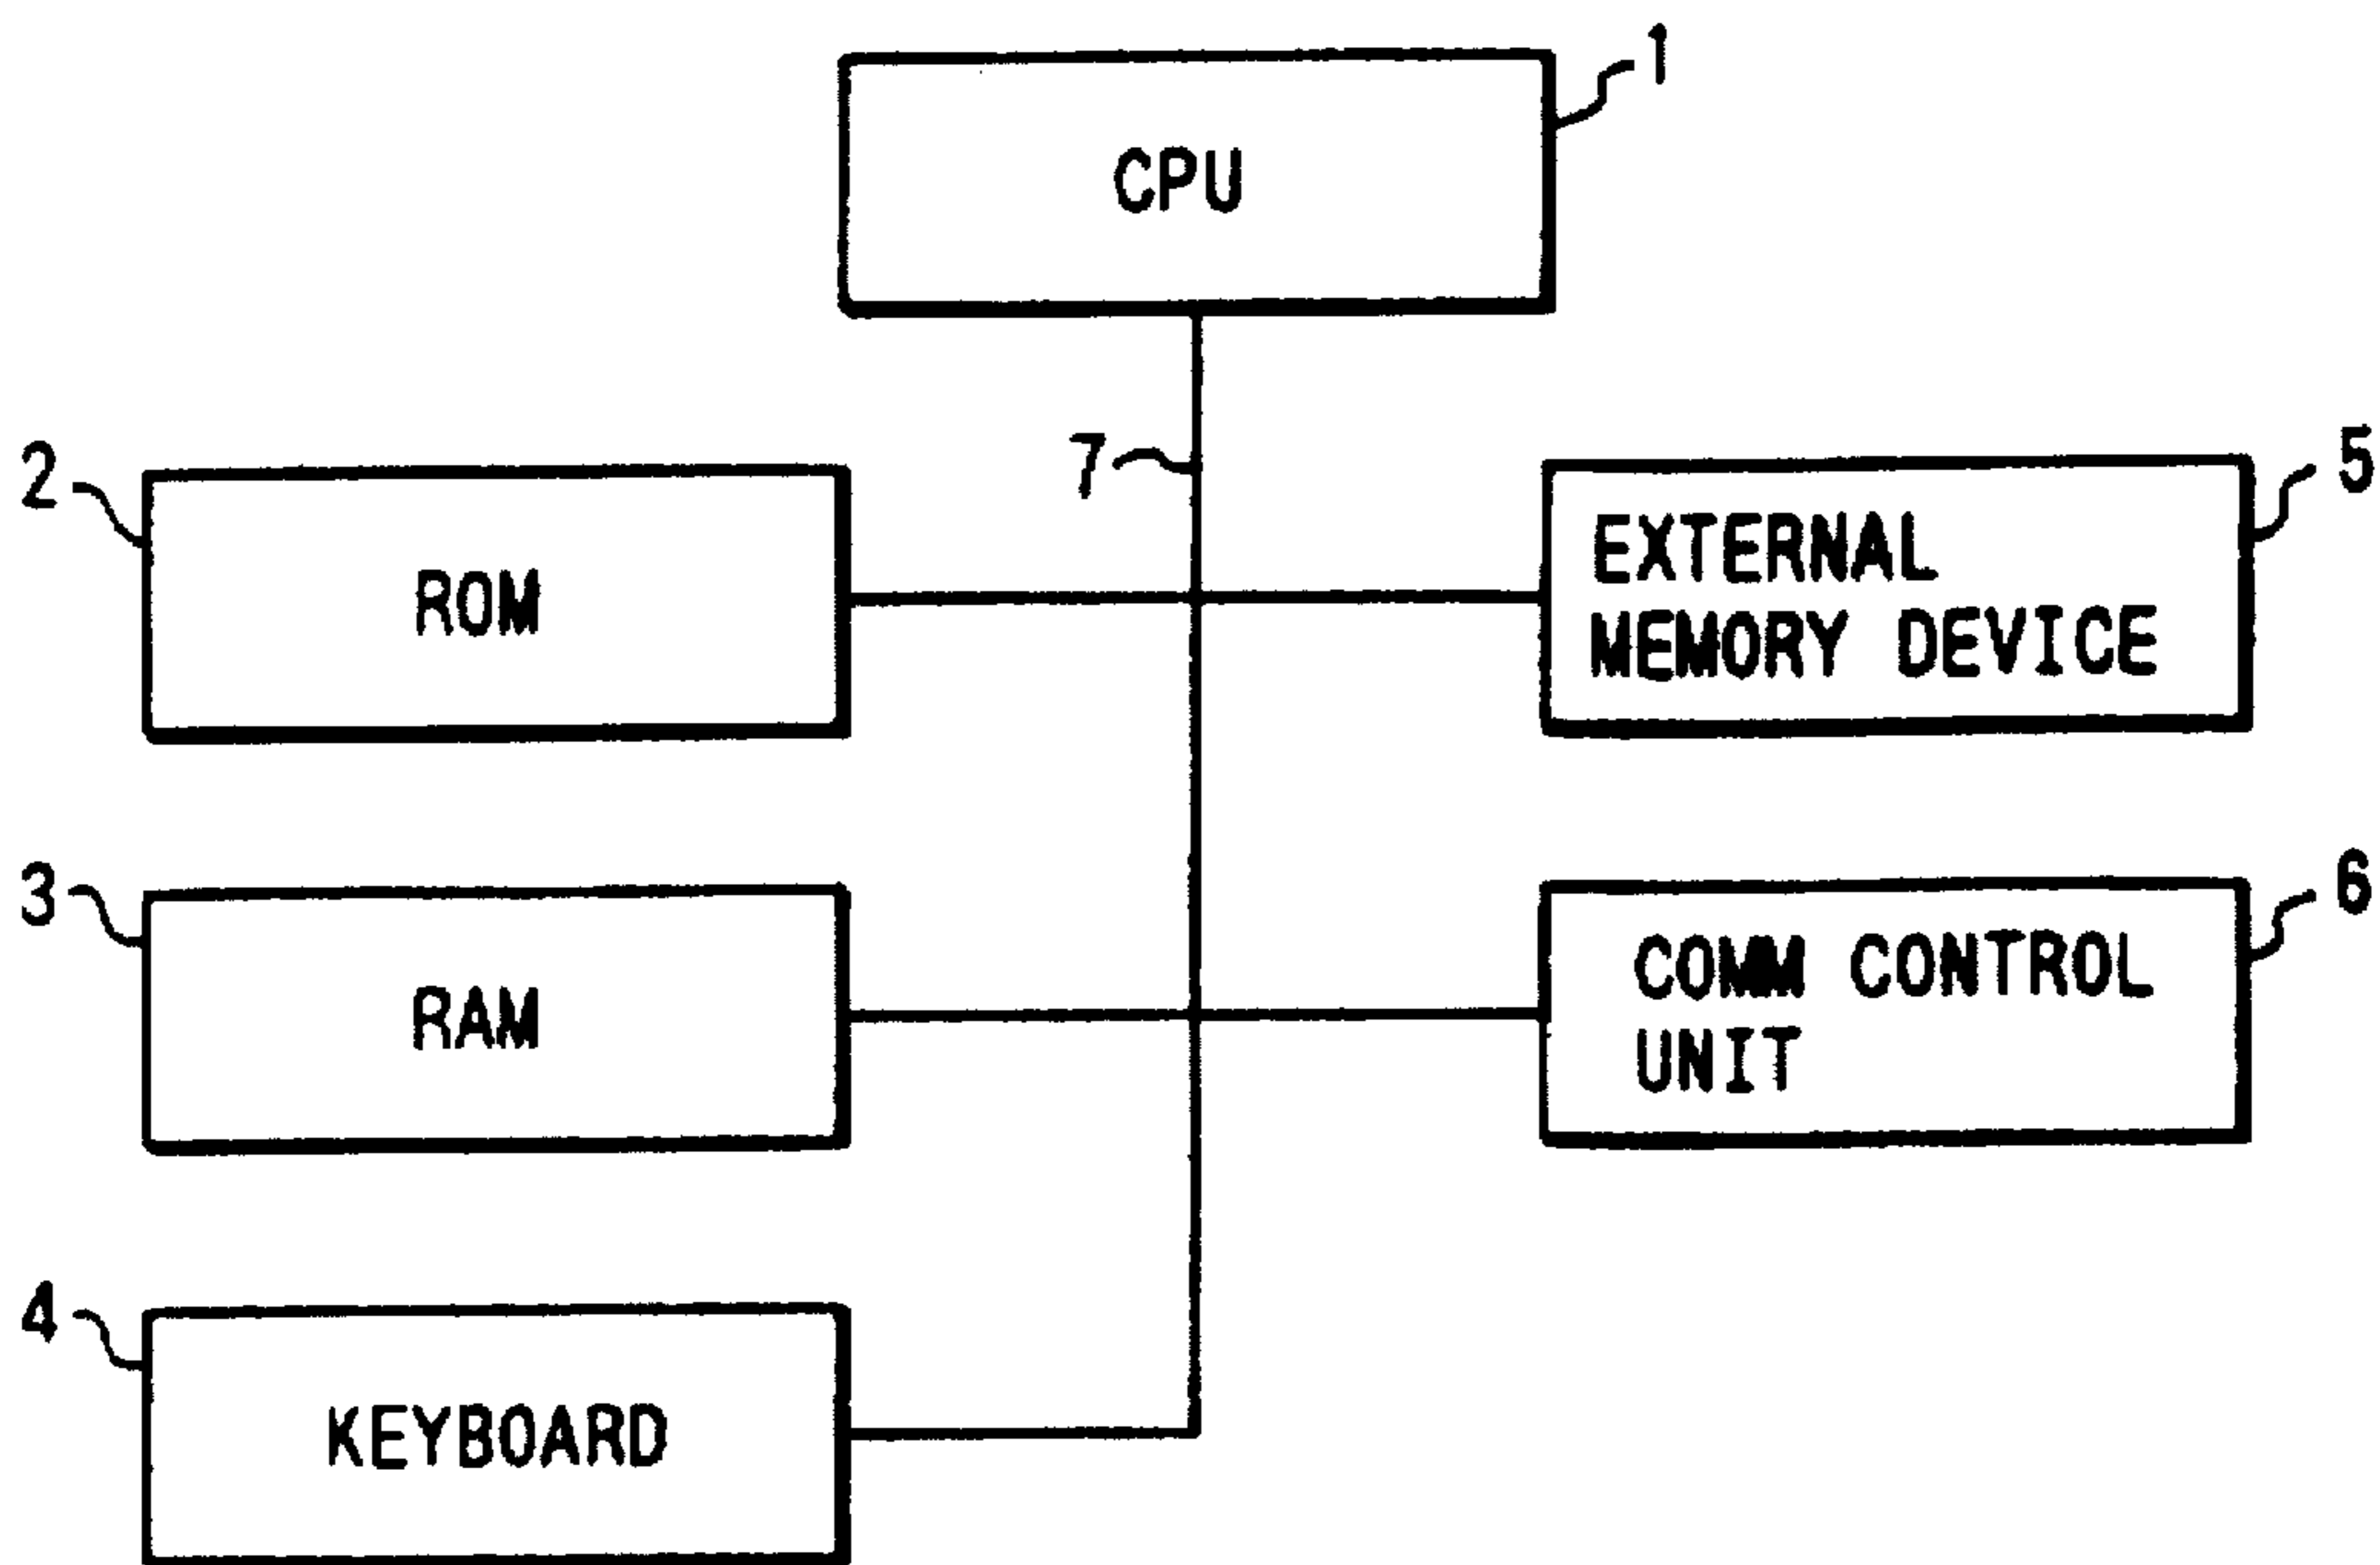 1
CPU
2
ROM
7
5
EXTERNAL
MEMORY DEVICE
3
RAM
6
COMM CONTROL
UNIT
4
KEYBOARD